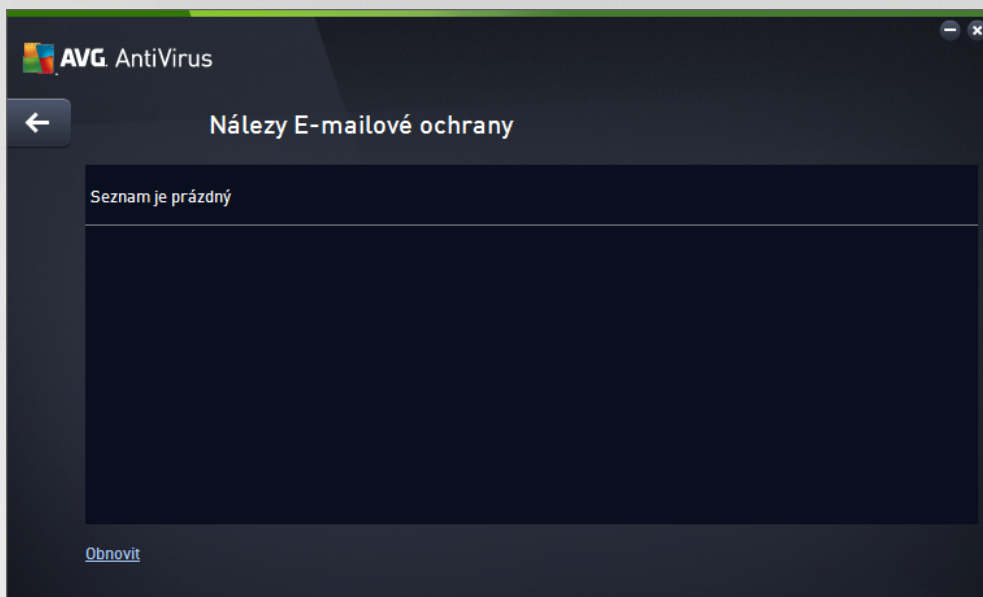 AVG. AntiVirus
Nálezy E-mailové ochrany
Seznam je prázdný
Obnovit